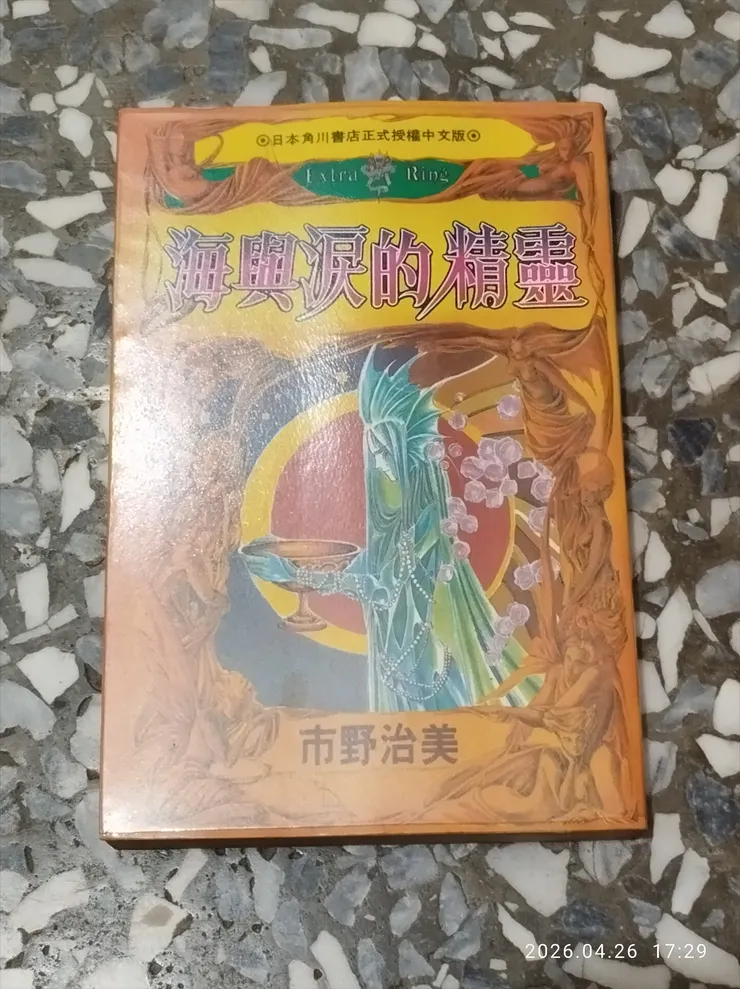 ◎日本角川書店正式授權中文版◎
Extra Ring
海與淚的精靈
市野治美
2026.04.26 17:29